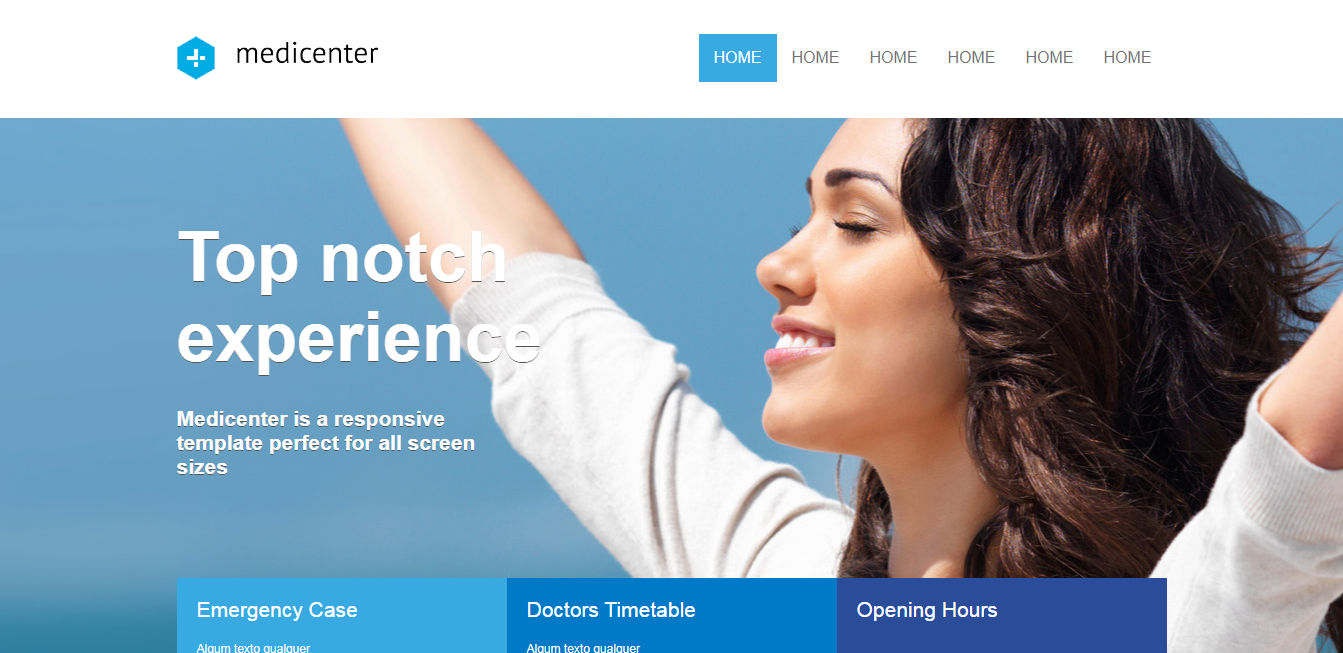 medicenter
HOME HOME HOME HOME HOME HOME
Top notch
experience
Medicenter is a responsive
template perfect for all screen
sizes
Emergency Case
Algum texto qualquer
Doctors Timetable
Algum texto qualquer
Opening Hours